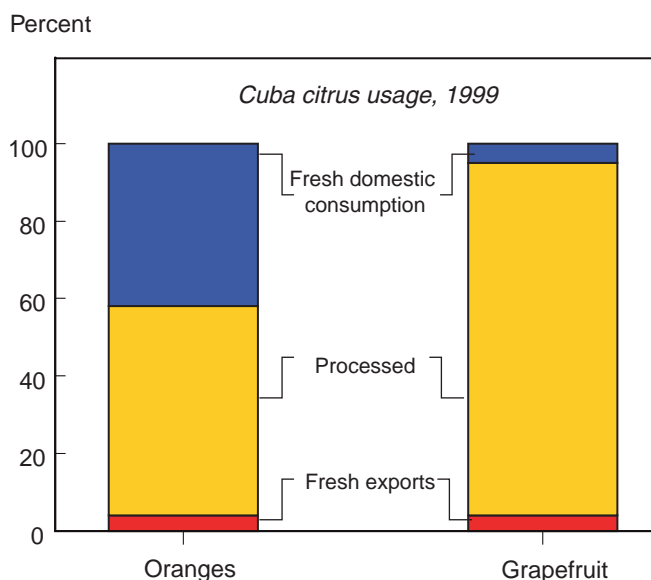 Percent
Cuba citrus usage, 1999
100
Fresh domestic
consumption
80
60
Processed
40
20
Fresh exports
0
Oranges
Grapefruit